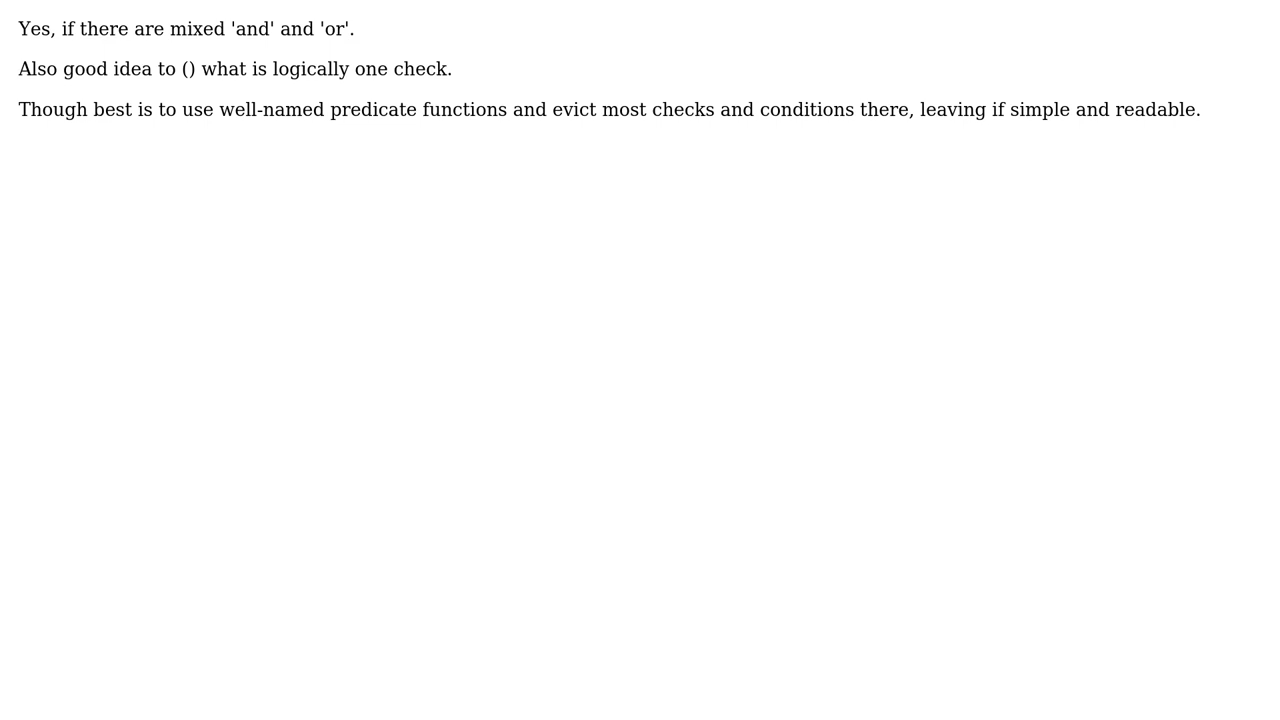 Yes, if there are mixed 'and' and 'or'.
Also good idea to () what is logically one check.
Though best is to use well-named predicate functions and evict most checks and conditions there, leaving if simple and readable.